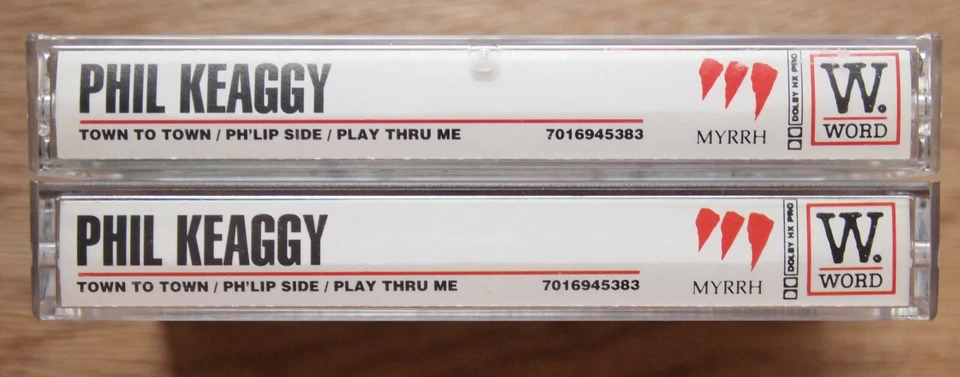 PHIL KEAGGY
TOWN TO TOWN / PH'LIP SIDE / PLAY THRU ME 7016945383
MYRRH
DOLBY HX PRO
W.
WORD
PHIL KEAGGY
TOWN TO TOWN / PH'LIP SIDE / PLAY THRU ME 7016945383
MYRRH
DOLBY HX PRO
W.
WORD